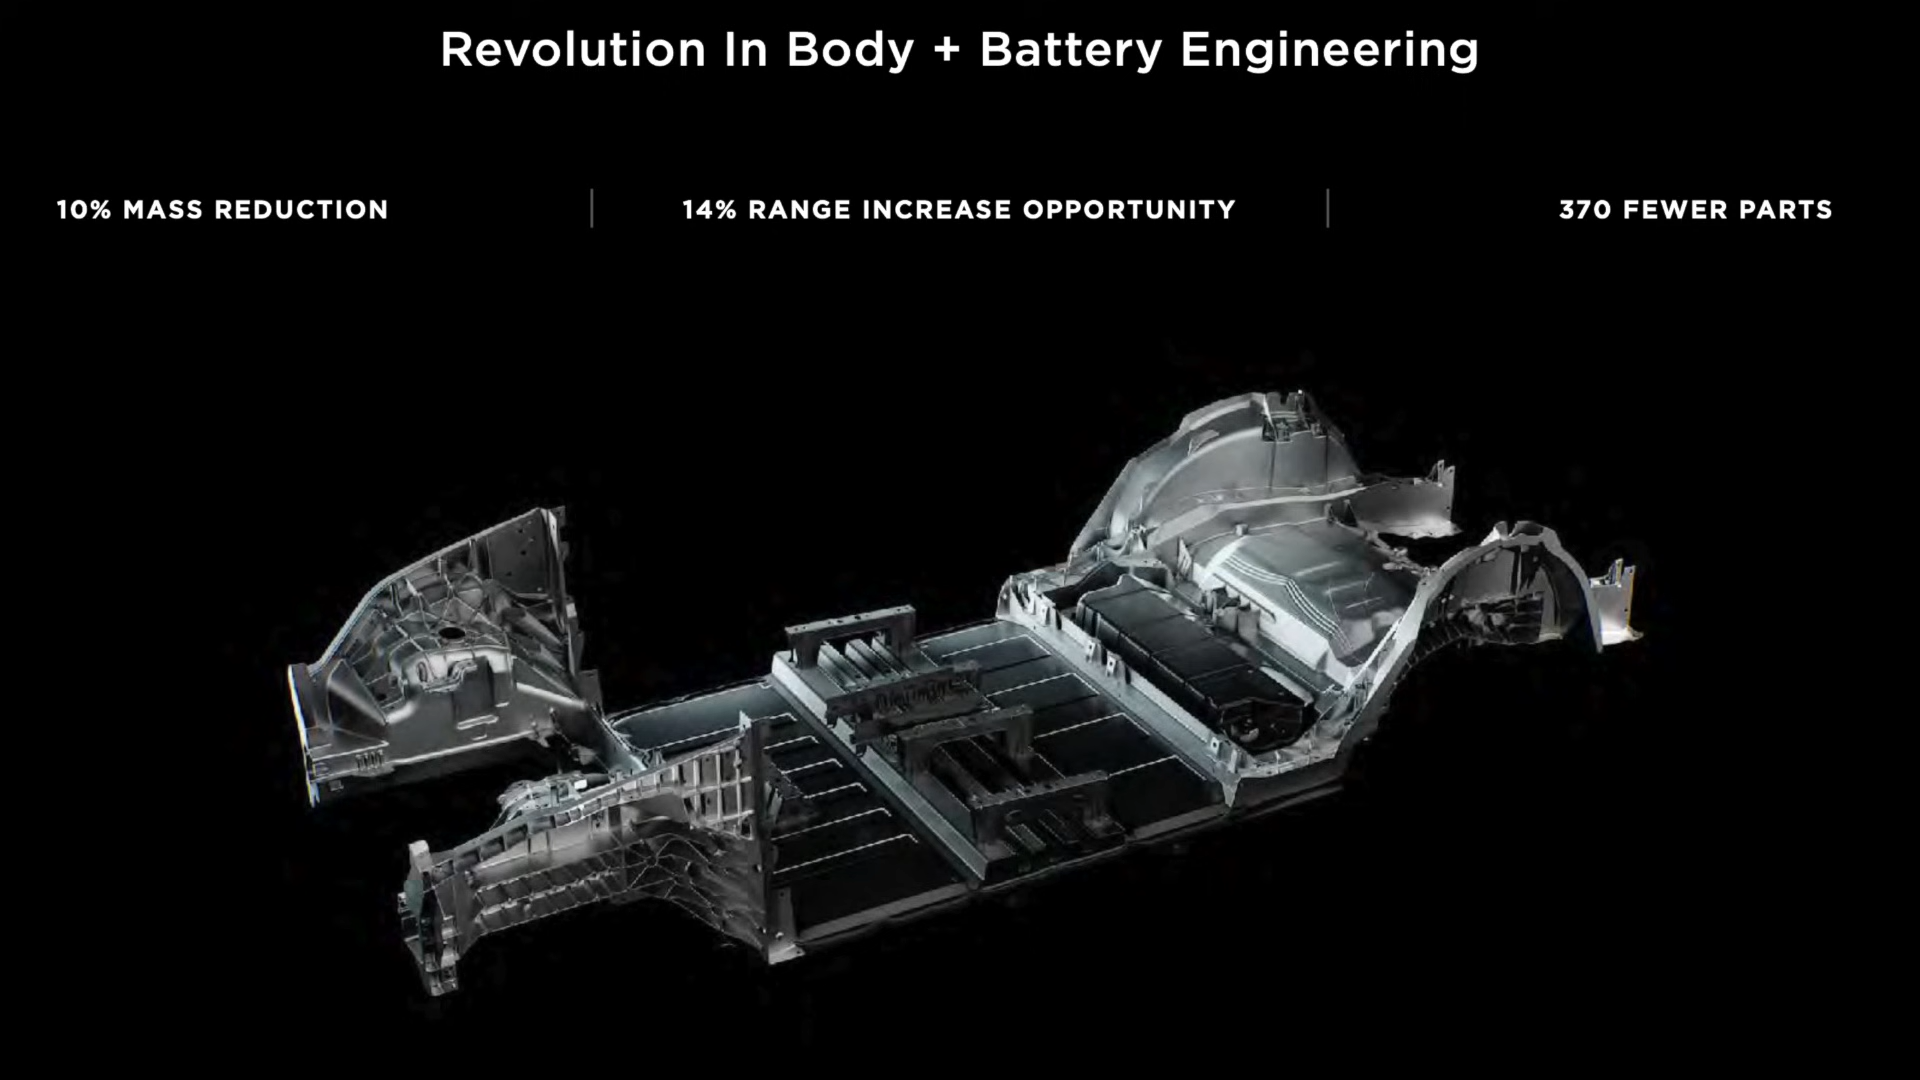 Revolution In Body + Battery Engineering
10% MASS REDUCTION
14% RANGE INCREASE OPPORTUNITY
370 FEWER PARTS